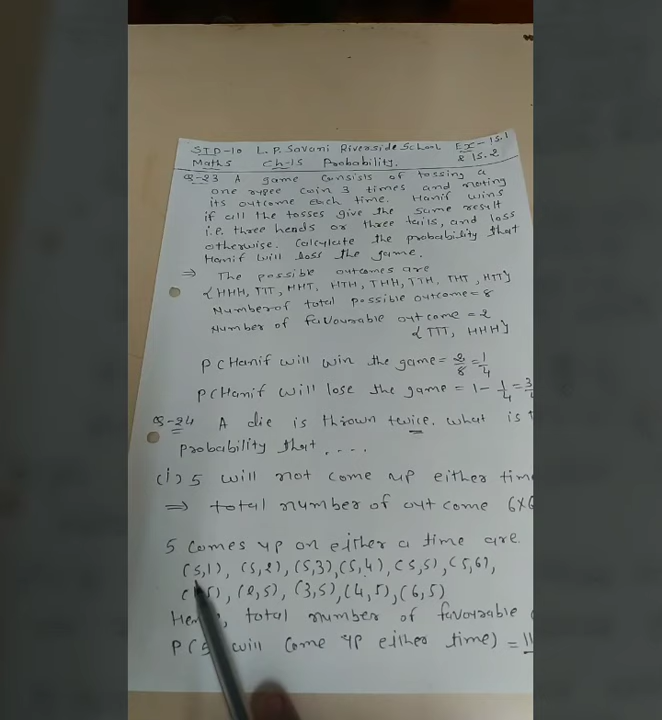 STD-10 L.P. Savani Riverside School Ex-15.1
Maths Ch-15 Probability. & 15.2
Q-23 A game consists of tossing a
one rupee coin 3 times and noting
its outcome each time. Hanif wins
if all the tosses give the same result
i.e. three heads or three tails, and loss
otherwise. Calculate the probability that
Hanif will loss the game.
⇒ The possible outcomes are
{HHH, TTT, HHT, HTH, THH, TTH, THT, HTT}
Number of total possible outcome = 8
Number of favourable outcome = 2
{TTT, HHH}
P(Hanif will win the game = 2/8 = 1/4
P(Hanif will lose the game = 1 - 1/4 = 3/4
Q-24 A die is thrown twice. what is
probability that ....
(i) 5 will not come up either
⇒ total number of out come 6x6
5 comes up on either a time are.
(5,1), (5,2), (5,3), (5,4), (5,5), (5,6),
(2,5), (3,5), (4,5), (6,5)
total number of favourable
P(5 will come up either time) = 11